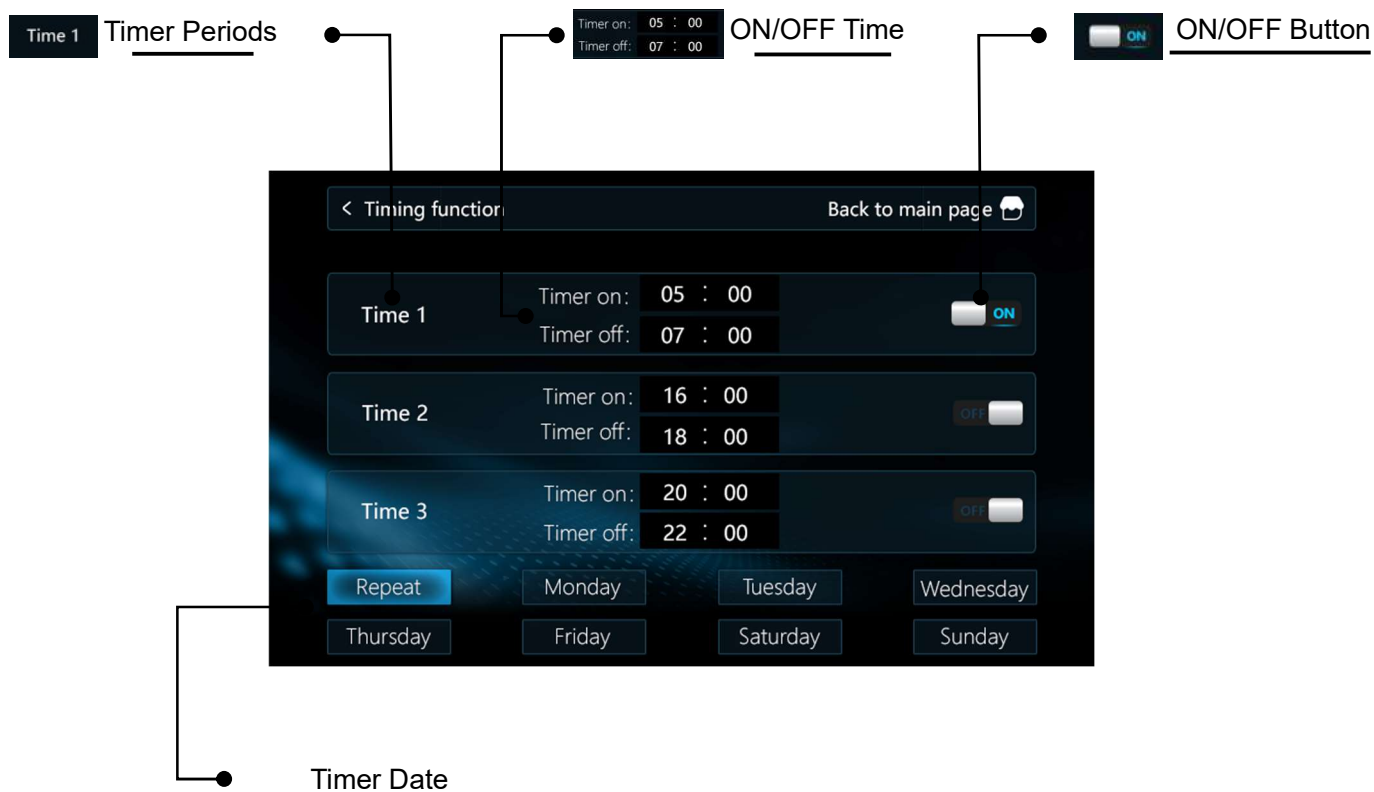 Time 1 Timer Periods
Timer on: 05 : 00
Timer off: 07 : 00
ON/OFF Time
ON ON/OFF Button
< Timing function Back to main page
Time 1
Timer on: 05 : 00
Timer off: 07 : 00
ON
Time 2
Timer on: 16 : 00
Timer off: 18 : 00
OFF
Time 3
Timer on: 20 : 00
Timer off: 22 : 00
OFF
Repeat Monday Tuesday Wednesday
Thursday Friday Saturday Sunday
Timer Date